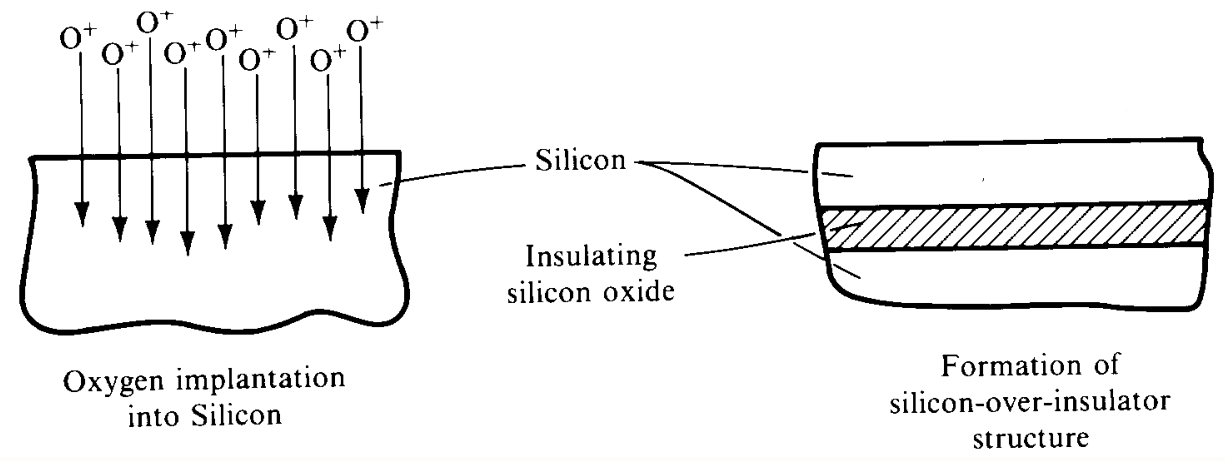 O⁺ O⁺ O⁺ O⁺ O⁺ O⁺ O⁺ O⁺ O⁺
Silicon
Insulating
silicon oxide
Oxygen implantation
into Silicon
Formation of
silicon-over-insulator
structure